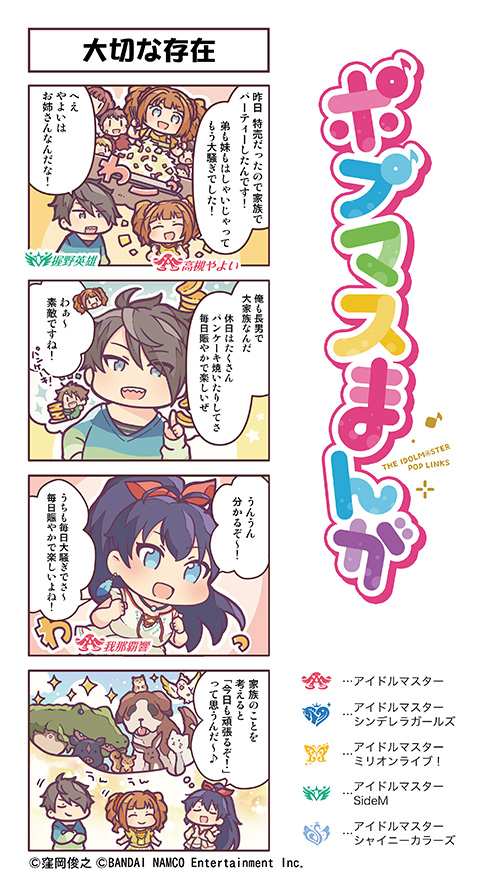 大切な存在
昨日 特売だったので家族で
パーティーしたんです！
弟も妹もはしゃいじゃって
もう大騒ぎでした！
へえ
やよいは
お姉さんなんだな！
握野英雄
高槻やよい
俺も長男で
大家族なんだ
休日はたくさん
パンケーキ焼いたりしてさ
毎日賑やかで楽しいぜ
わぁ〜
素敵ですね！
パンケーキ！
うんうん
分かるぞ〜！
うちも毎日大騒ぎでさ〜
毎日賑やかで楽しいよね！
わっ
我那覇響
家族のことを
考えると
「今日も頑張るぞ！」
って思うんだ〜♪
うん
うん
ポプマスまんが
THE IDOLM@STER
POP LINKS
…アイドルマスター
…アイドルマスター
シンデレラガールズ
…アイドルマスター
ミリオンライブ！
…アイドルマスター
SideM
…アイドルマスター
シャイニーカラーズ
©窪岡俊之 ©BANDAI NAMCO Entertainment Inc.